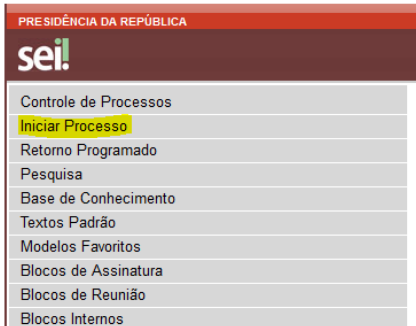 PRESIDÊNCIA DA REPÚBLICA
sei!
Controle de Processos
Iniciar Processo
Retorno Programado
Pesquisa
Base de Conhecimento
Textos Padrão
Modelos Favoritos
Blocos de Assinatura
Blocos de Reunião
Blocos Internos